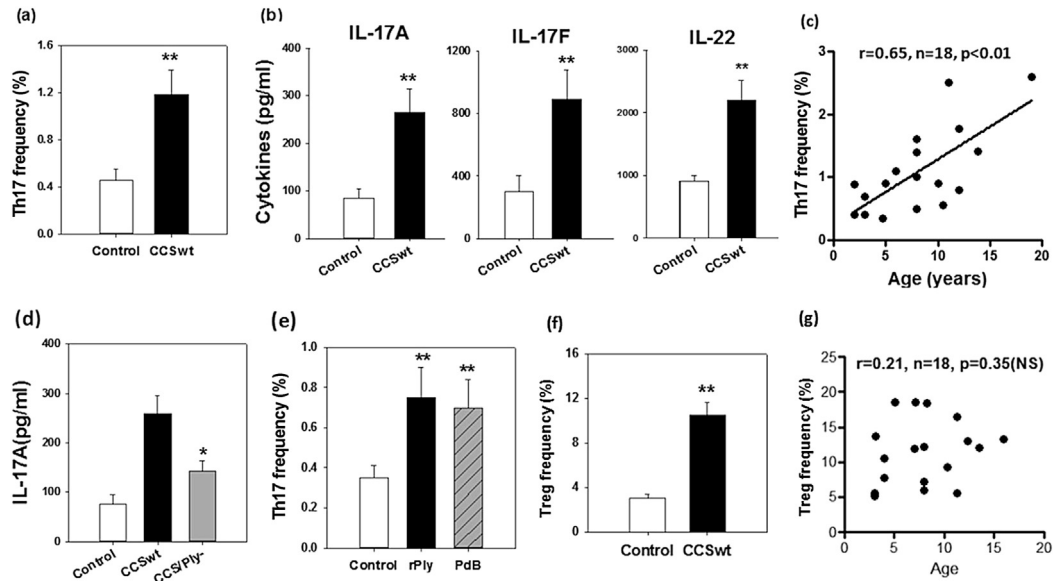 (a)
Th17 frequency (%)
1.6
1.2
0.8
0.4
0.0
**
Control CCSwt
(b)
Cytokines (pg/ml)
IL-17A
400
300
200
100
0
**
Control CCSwt
IL-17F
1200
800
400
0
**
Control CCSwt
IL-22
3000
2000
1000
0
**
Control CCSwt
(c)
r=0.65, n=18, p<0.01
Th17 frequency (%)
3
2
1
0
0 5 10 15 20
Age (years)
(d)
IL-17A(pg/ml)
400
300
200
100
0
*
Control CCSwt CCS/Ply-
(e)
Th17 frequency (%)
1.0
0.8
0.6
0.4
0.2
0.0
** **
Control rPly PdB
(f)
Treg frequency (%)
16
12
9
6
3
0
**
Control CCSwt
(g)
r=0.21, n=18, p=0.35(NS)
Treg frequency (%)
25
20
15
10
5
0
0 5 10 15 20
Age